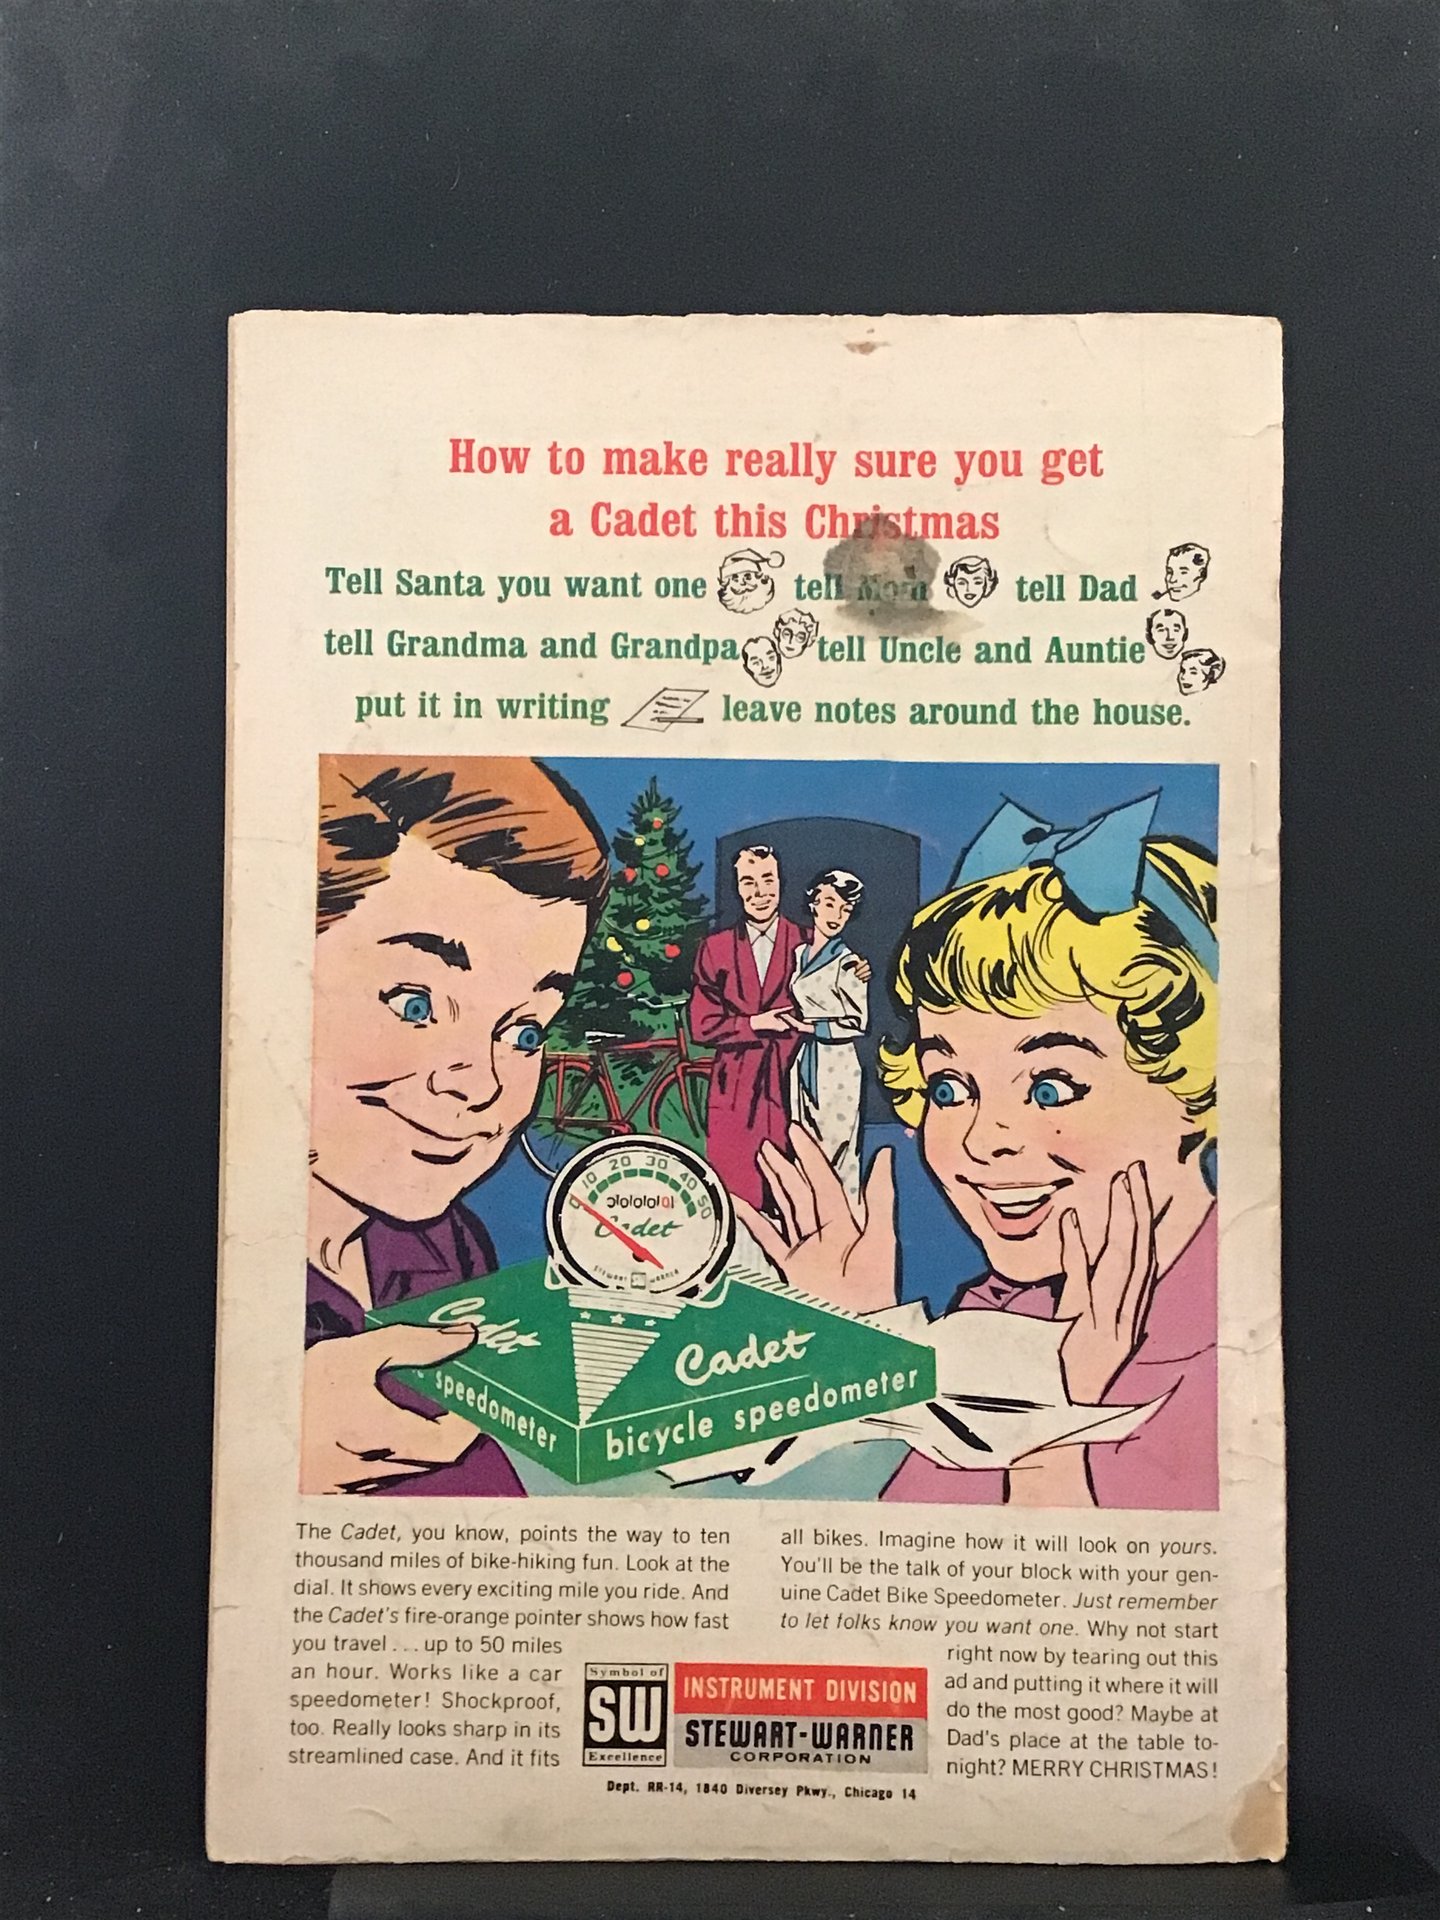 How to make really sure you get
a Cadet this Christmas
Tell Santa you want one tell Mom tell Dad
tell Grandma and Grandpa tell Uncle and Auntie
put it in writing leave notes around the house.
0 10 20 30 40 50
Cadet
STEWART SW WARNER
Cadet
Cadet
speedometer
bicycle speedometer
The Cadet, you know, points the way to ten
thousand miles of bike-hiking fun. Look at the
dial. It shows every exciting mile you ride. And
the Cadet's fire-orange pointer shows how fast
you travel . . . up to 50 miles
an hour. Works like a car
speedometer! Shockproof,
too. Really looks sharp in its
streamlined case. And it fits
all bikes. Imagine how it will look on yours.
You'll be the talk of your block with your gen-
uine Cadet Bike Speedometer. Just remember
to let folks know you want one. Why not start
right now by tearing out this
ad and putting it where it will
do the most good? Maybe at
Dad's place at the table to-
night? MERRY CHRISTMAS!
Symbol of
SW
Excellence
INSTRUMENT DIVISION
STEWART-WARNER
CORPORATION
Dept. RR-14, 1840 Diversey Pkwy., Chicago 14